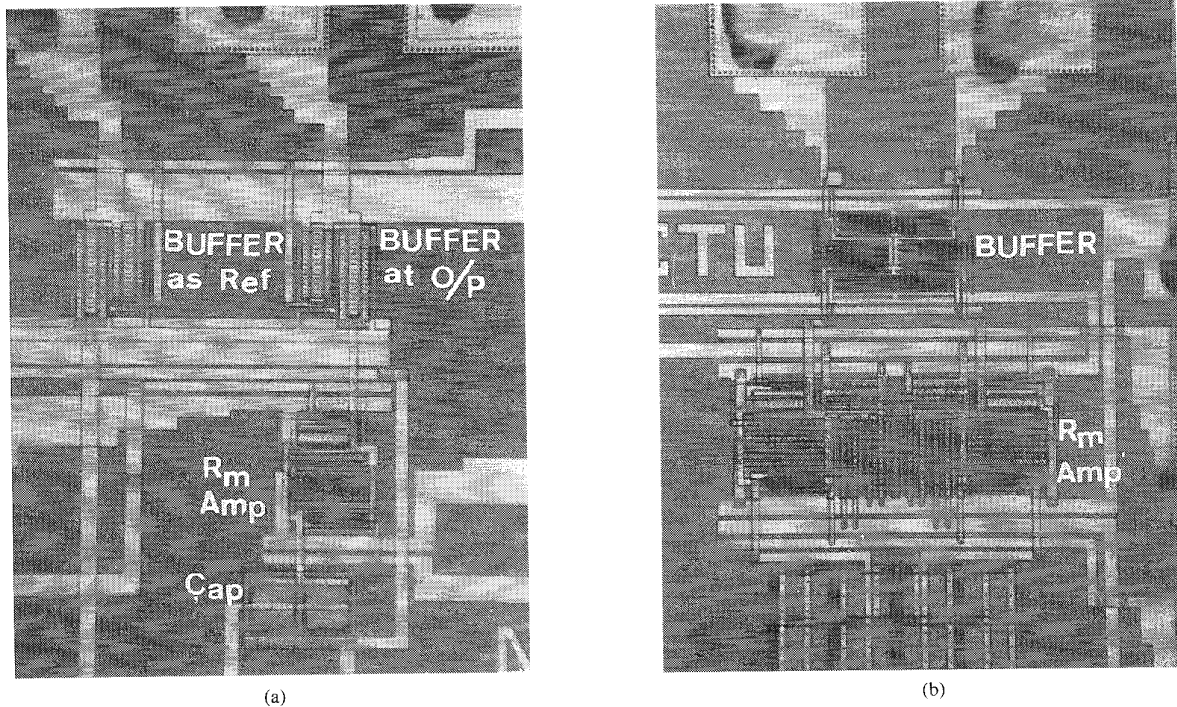 BUFFER
as Ref
BUFFER
at O/P
Rm
Amp
Cap
(a)
CTU
BUFFER
Rm
Amp
(b)